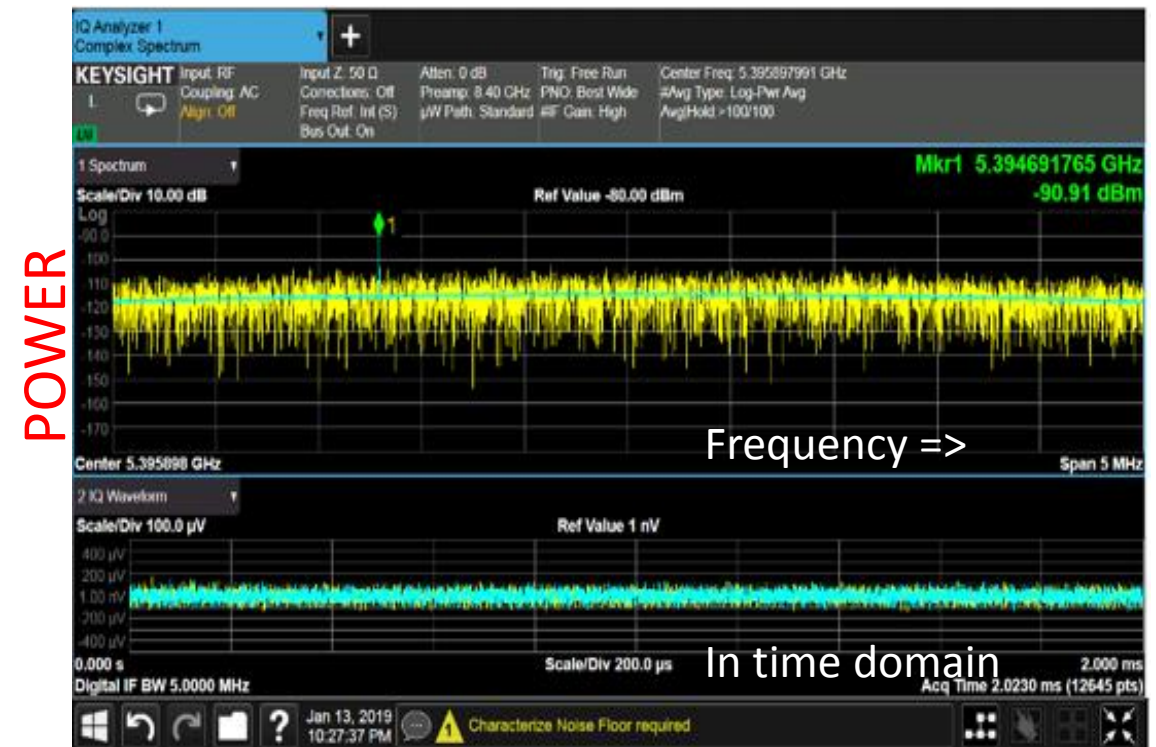 IQ Analyzer 1
Complex Spectrum
+
KEYSIGHT
L
Input: RF
Coupling: AC
Align: Off
Input Z: 50 Ω
Corrections: Off
Freq Ref: Int (S)
Bus Out: On
Atten: 0 dB
Preamp: 8.40 GHz
µW Path: Standard
Trig: Free Run
PNO: Best Wide
#IF Gain: High
Center Freq: 5.395897991 GHz
#Avg Type: Log-Pwr Avg
Avg|Hold:>100/100
1 Spectrum
Scale/Div 10.00 dB
Ref Value -80.00 dBm
Mkr1 5.394691765 GHz
-90.91 dBm
Log
1
-90.0
-100
-110
-120
-130
-140
-150
-160
-170
POWER
Frequency =>
Center 5.395898 GHz
Span 5 MHz
2 IQ Waveform
Scale/Div 100.0 µV
Ref Value 1 nV
400 µV
200 µV
1.00 nV
-200 µV
-400 µV
In time domain
0.000 s
Scale/Div 200.0 µs
2.000 ms
Digital IF BW 5.0000 MHz
Acq Time 2.0230 ms (12645 pts)
?
Jan 13, 2019
10:27:37 PM
Characterize Noise Floor required